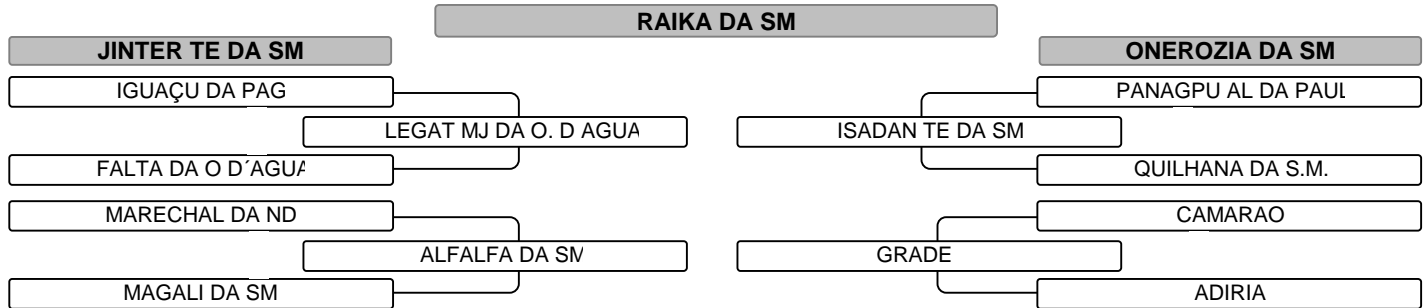 RAIKA DA SM
JINTER TE DA SM
ONEROZIA DA SM
IGUAÇU DA PAG
PANAGPU AL DA PAUL
LEGAT MJ DA O. D AGUA
ISADAN TE DA SM
FALTA DA O D´AGUA
QUILHANA DA S.M.
MARECHAL DA ND
CAMARAO
ALFALFA DA SM
GRADE
MAGALI DA SM
ADIRIA